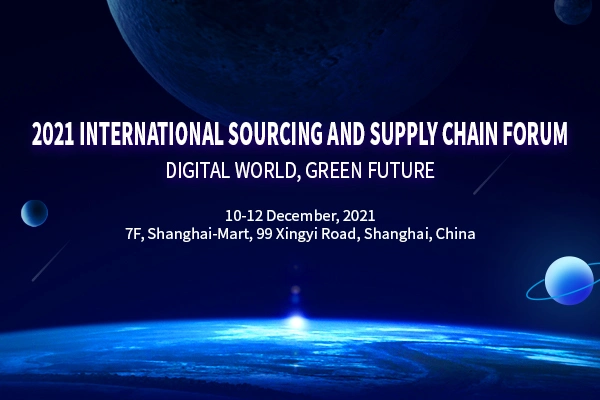 2021 INTERNATIONAL SOURCING AND SUPPLY CHAIN FORUM
DIGITAL WORLD, GREEN FUTURE
10-12 December, 2021
7F, Shanghai-Mart, 99 Xingyi Road, Shanghai, China